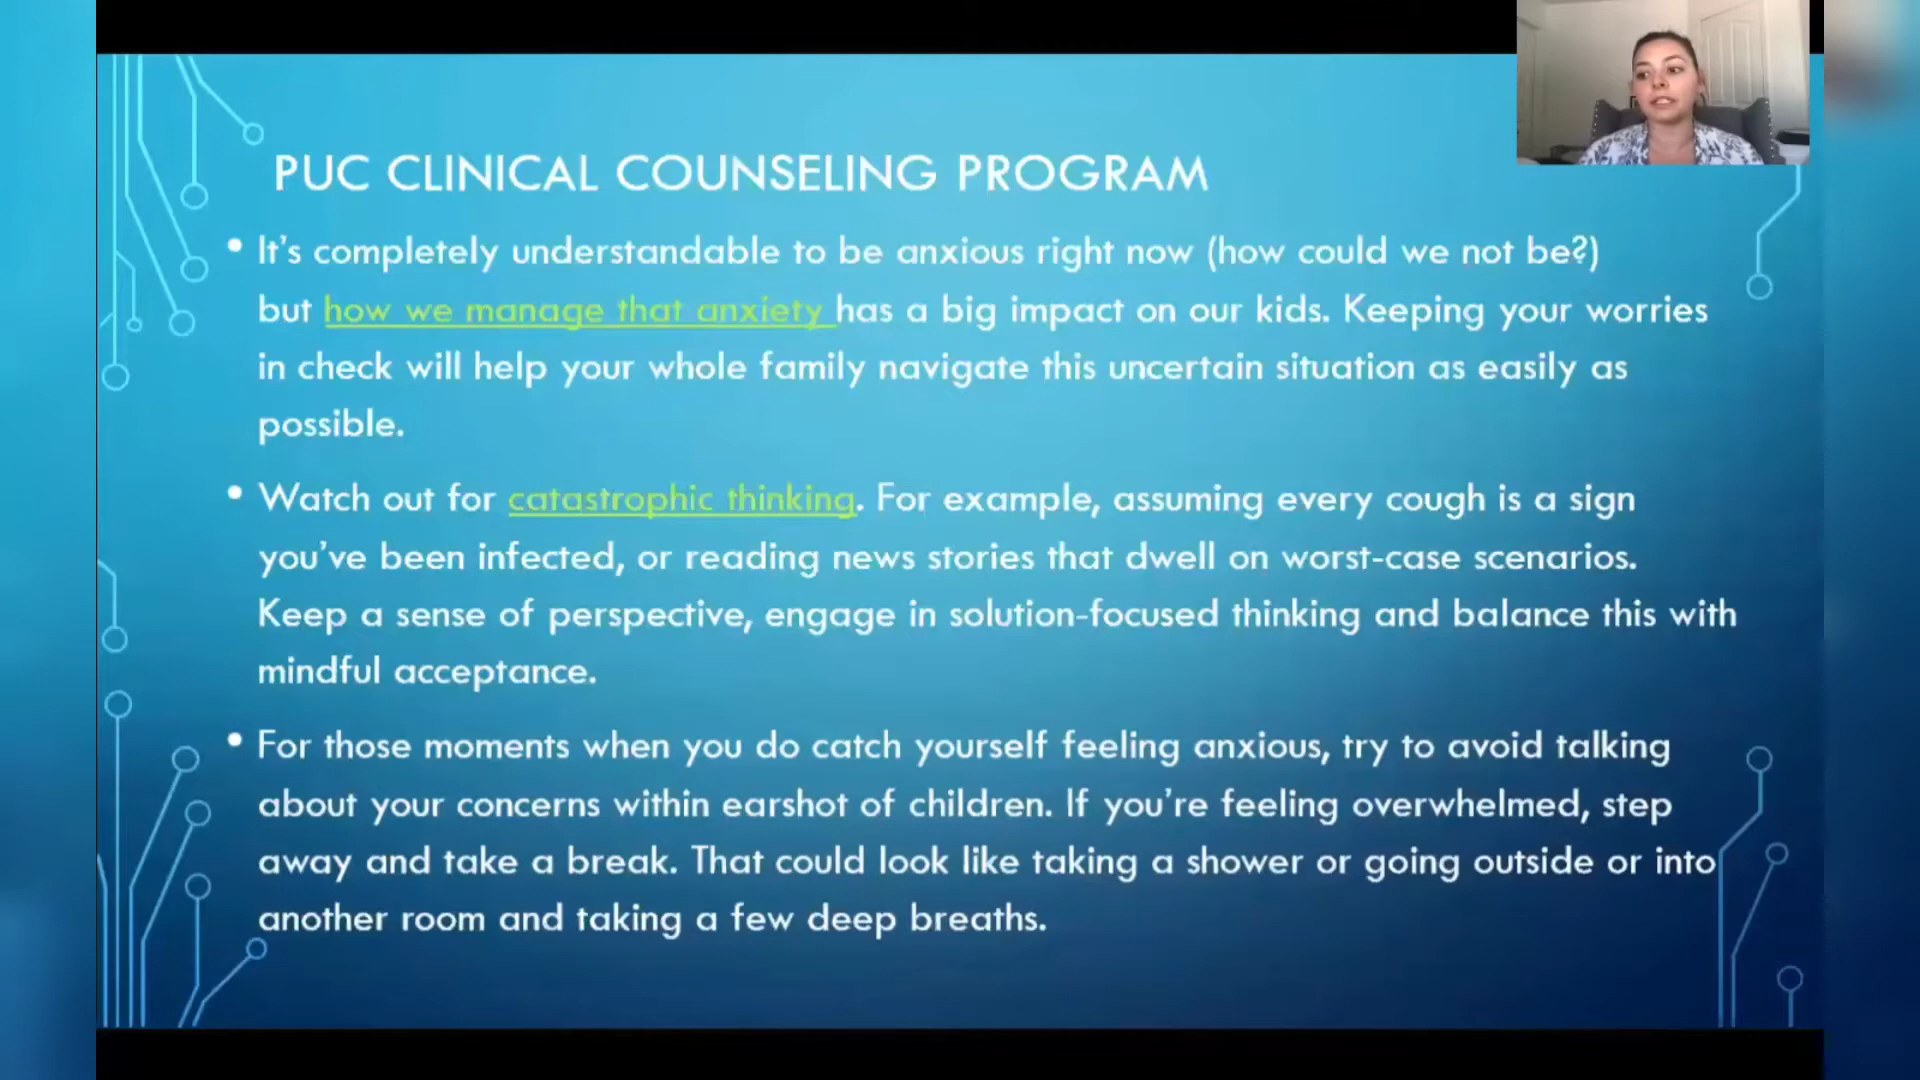 PUC CLINICAL COUNSELING PROGRAM
• It’s completely understandable to be anxious right now (how could we not be?)
but how we manage that anxiety has a big impact on our kids. Keeping your worries
in check will help your whole family navigate this uncertain situation as easily as
possible.
• Watch out for catastrophic thinking. For example, assuming every cough is a sign
you’ve been infected, or reading news stories that dwell on worst-case scenarios.
Keep a sense of perspective, engage in solution-focused thinking and balance this with
mindful acceptance.
• For those moments when you do catch yourself feeling anxious, try to avoid talking
about your concerns within earshot of children. If you’re feeling overwhelmed, step
away and take a break. That could look like taking a shower or going outside or into
another room and taking a few deep breaths.